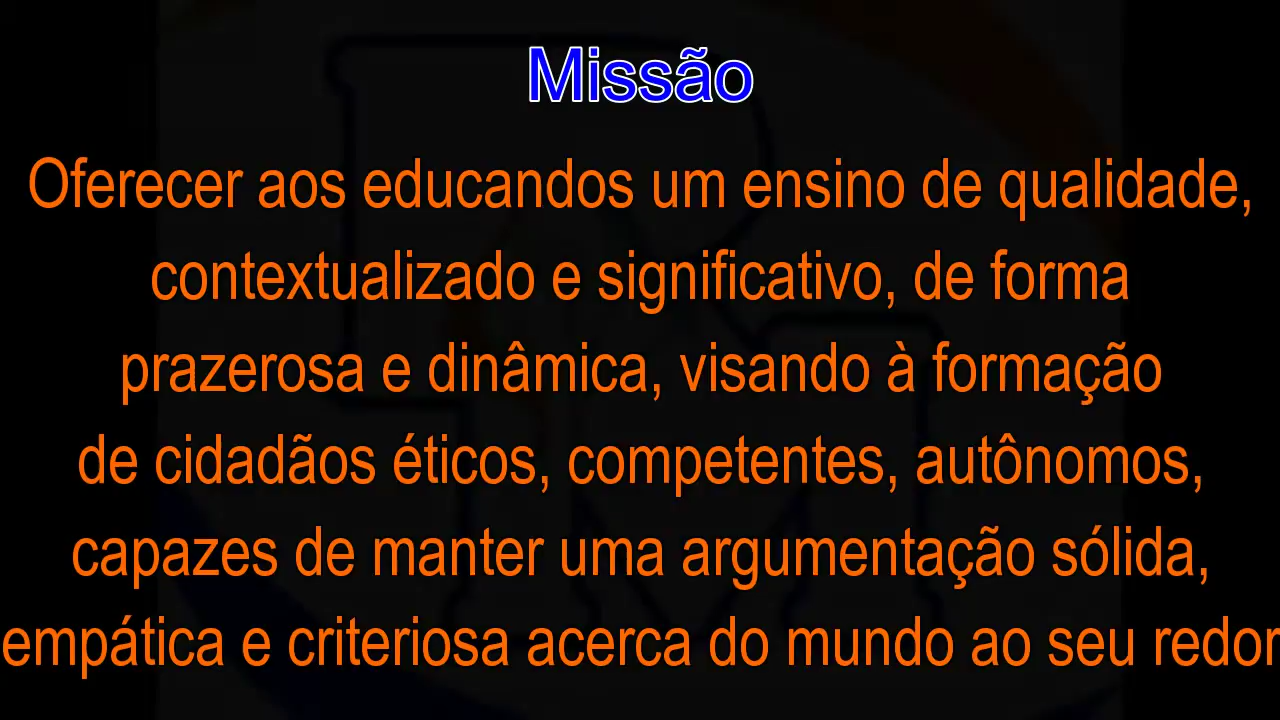 Missão
Oferecer aos educandos um ensino de qualidade,
contextualizado e significativo, de forma
prazerosa e dinâmica, visando à formação
de cidadãos éticos, competentes, autônomos,
capazes de manter uma argumentação sólida,
empática e criteriosa acerca do mundo ao seu redor